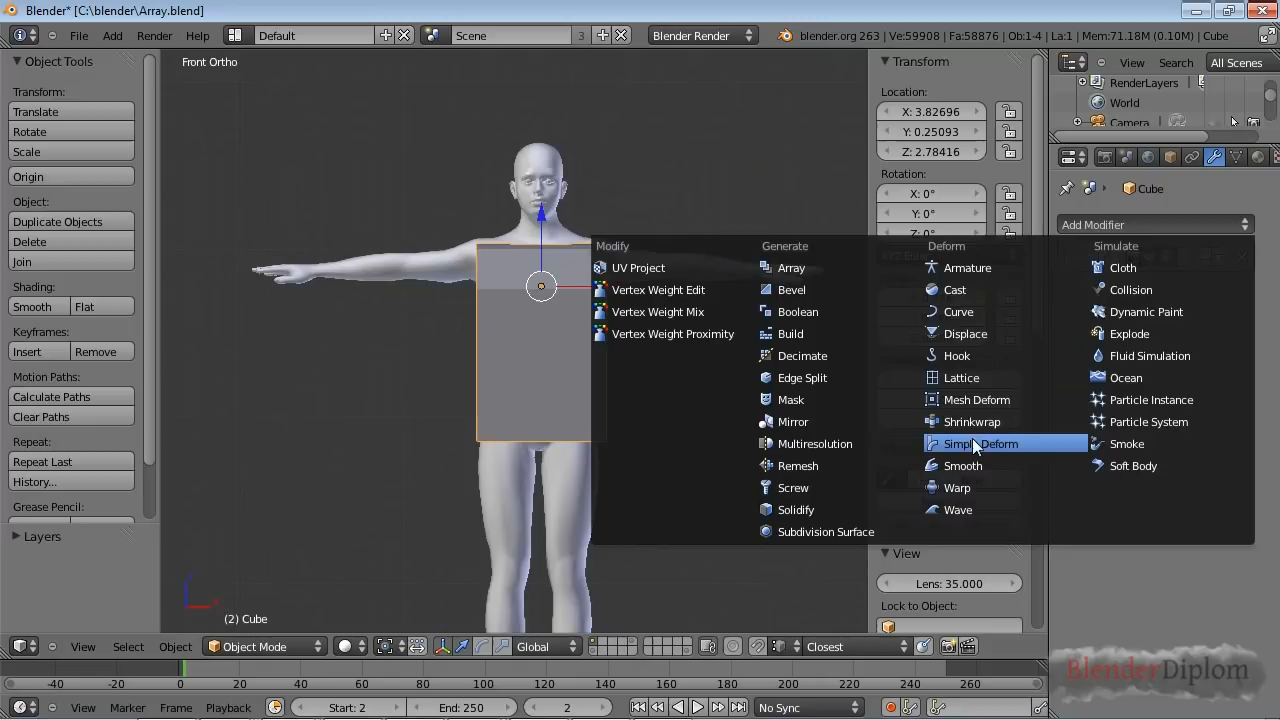 Blender* [C:\blender\Array.blend]
File Add Render Help Default Scene 3 Blender Render blender.org 263 | Ve:59908 | Fa:58876 | Ob:1-4 | La:1 | Mem:71.18M (0.10M) | Cube
Object Tools
Transform:
Translate
Rotate
Scale
Origin
Object:
Duplicate Objects
Delete
Join
Shading:
Smooth Flat
Keyframes:
Insert Remove
Motion Paths:
Calculate Paths
Clear Paths
Repeat:
Repeat Last
History...
Grease Pencil:
Layers
Front Ortho
(2) Cube
Modify
UV Project
Vertex Weight Edit
Vertex Weight Mix
Vertex Weight Proximity
Generate
Array
Bevel
Boolean
Build
Decimate
Edge Split
Mask
Mirror
Multiresolution
Remesh
Screw
Solidify
Subdivision Surface
Deform
Armature
Cast
Curve
Displace
Hook
Lattice
Mesh Deform
Shrinkwrap
Simple Deform
Smooth
Warp
Wave
Simulate
Cloth
Collision
Dynamic Paint
Explode
Fluid Simulation
Ocean
Particle Instance
Particle System
Smoke
Soft Body
Transform
Location:
X: 3.82696
Y: 0.25093
Z: 2.78416
Rotation:
X: 0°
Y: 0°
Z: 0°
View
Lens: 35.000
Lock to Object:
View Search All Scenes
RenderLayers
World
Camera
Cube
Add Modifier
View Select Object Object Mode Global Closest
-40 -20 0 20 40 60 80 100 120 140 160 180 200 220 240 260
View Marker Frame Playback Start: 2 End: 250 2 No Sync
BlenderDiplom